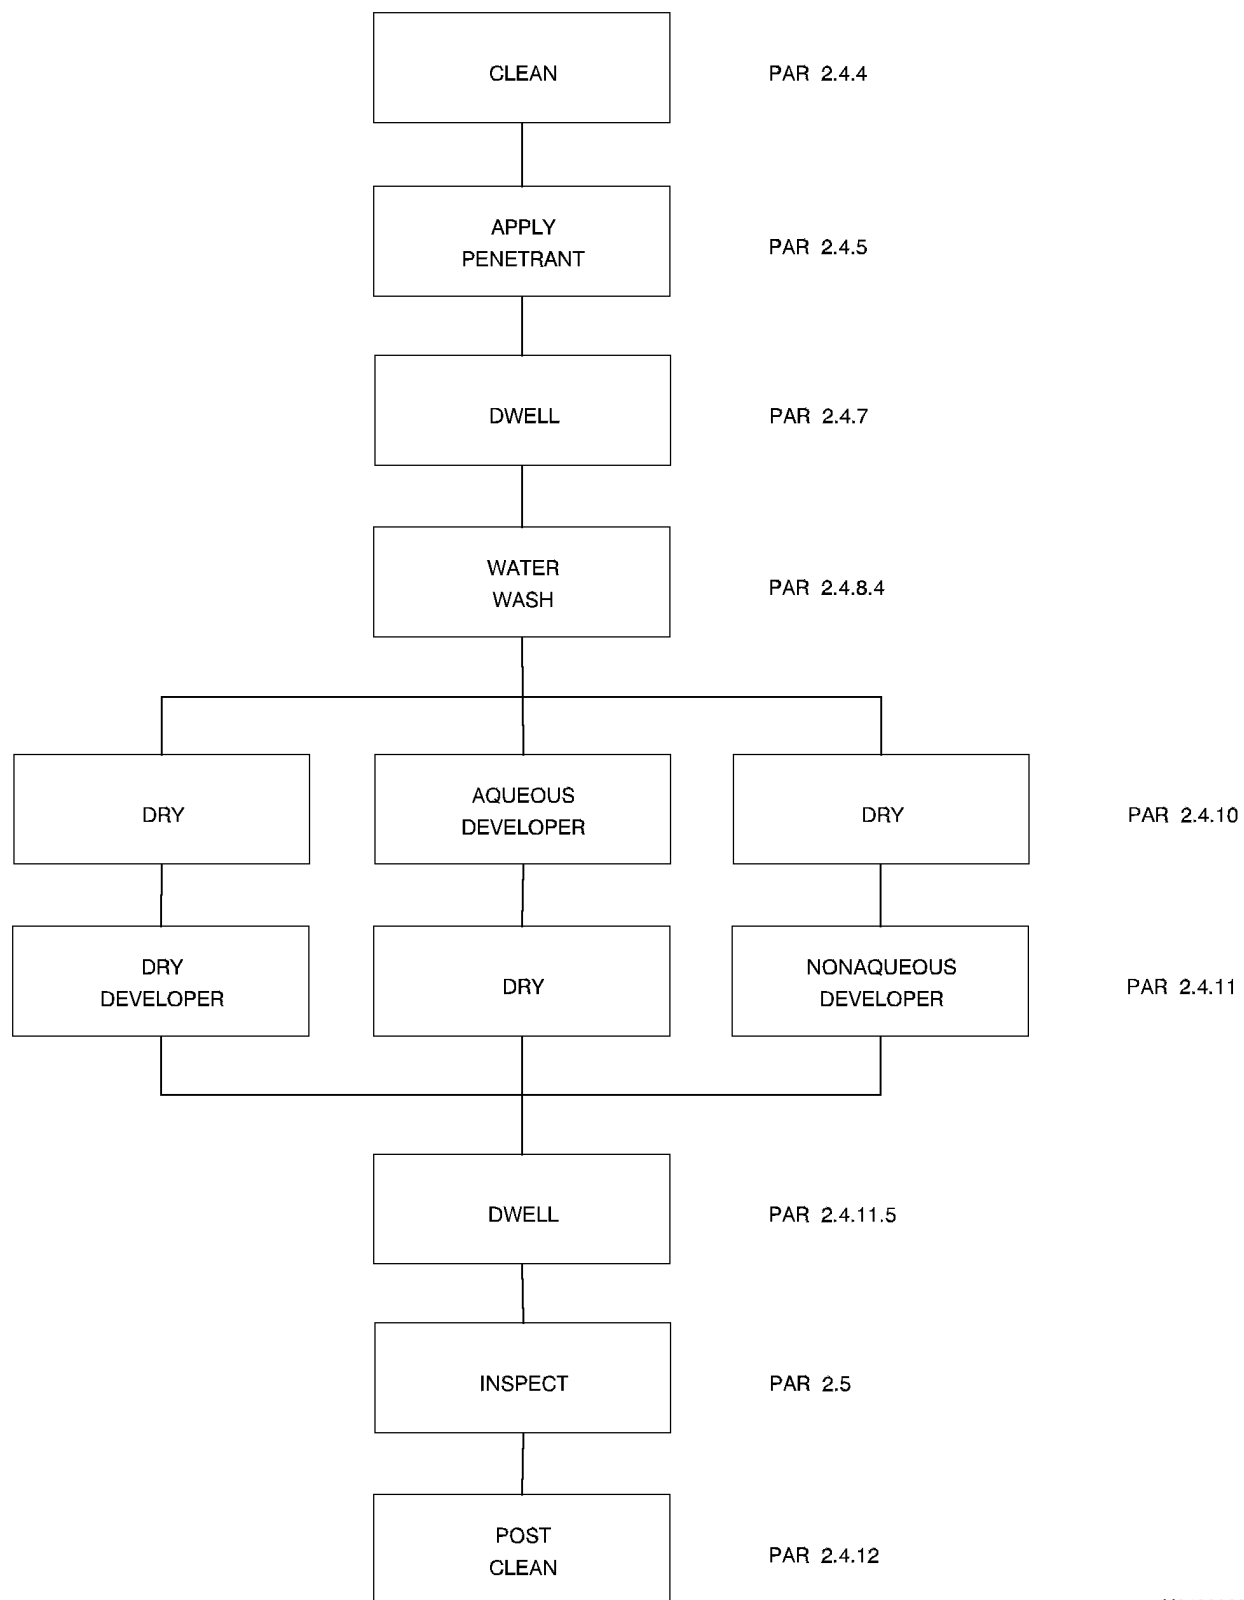 CLEAN
PAR 2.4.4
APPLY
PENETRANT
PAR 2.4.5
DWELL
PAR 2.4.7
WATER
WASH
PAR 2.4.8.4
DRY
AQUEOUS
DEVELOPER
DRY
PAR 2.4.10
DRY
DEVELOPER
DRY
NONAQUEOUS
DEVELOPER
PAR 2.4.11
DWELL
PAR 2.4.11.5
INSPECT
PAR 2.5
POST
CLEAN
PAR 2.4.12